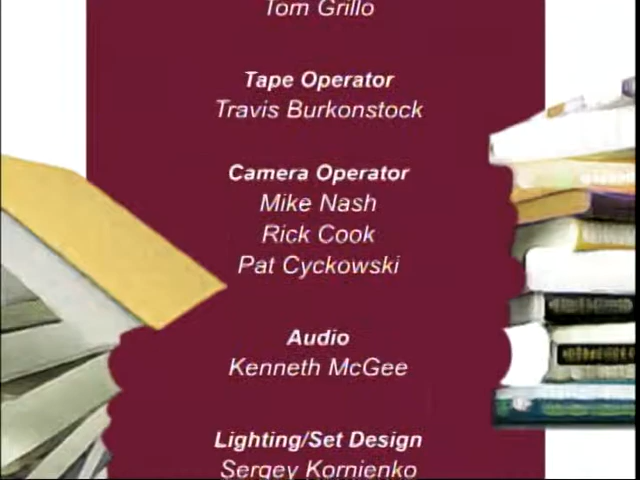 Tom Grillo
Tape Operator
Travis Burkonstock
Camera Operator
Mike Nash
Rick Cook
Pat Cyckowski
Audio
Kenneth McGee
Lighting/Set Design
Sergey Kornienko